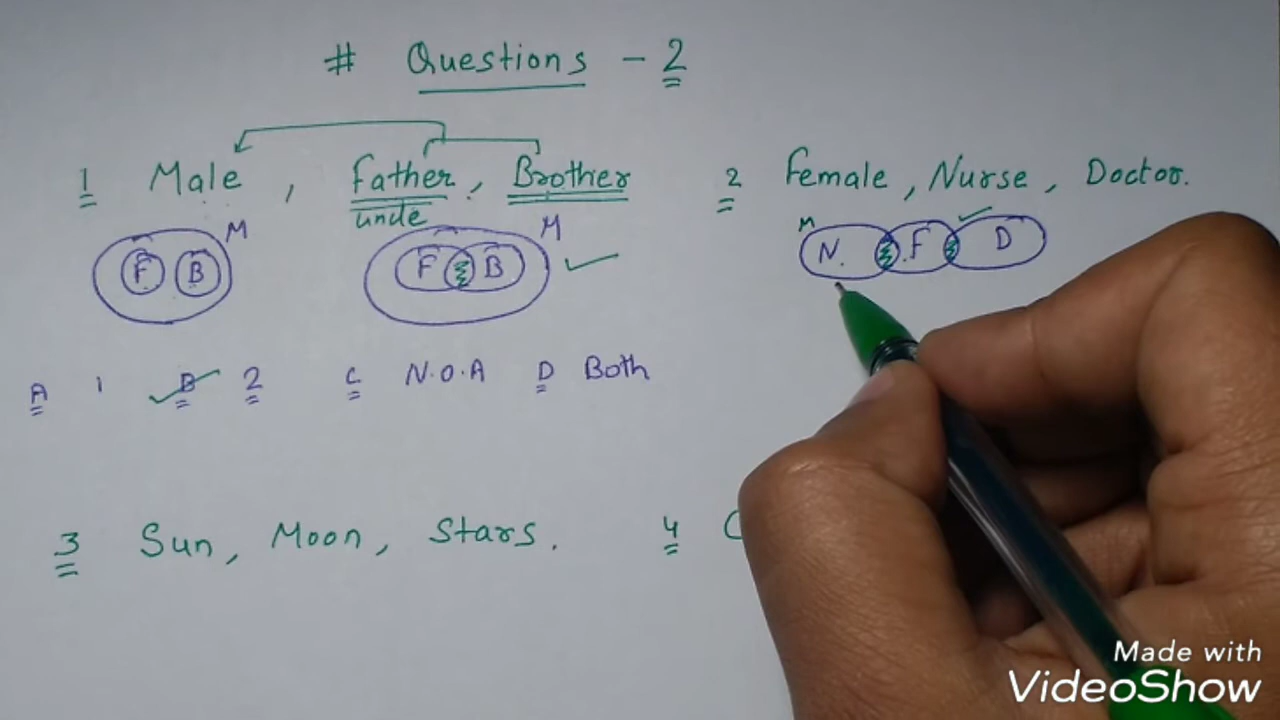 # Questions - 2
1 Male, Father, Brother
uncle
M
F B
M
F B
A 1 B 2 C N.O.A D Both
2 Female, Nurse, Doctor.
M
N. F D
3 Sun, Moon, Stars.
4 C
Made with
VideoShow